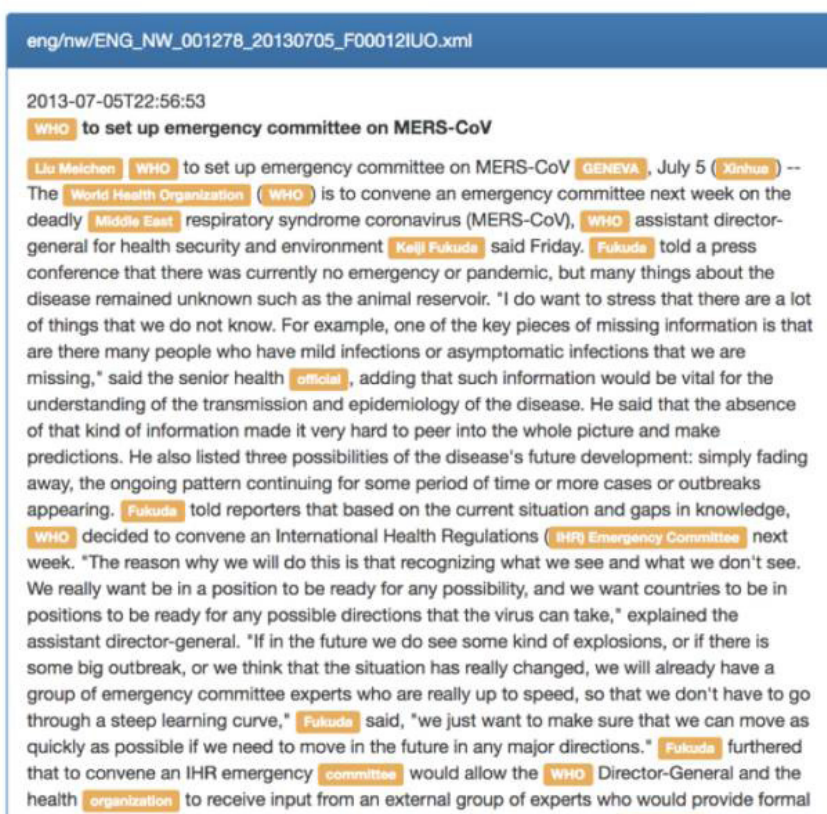 eng/nw/ENG_NW_001278_20130705_F00012IUO.xml
2013-07-05T22:56:53
WHO to set up emergency committee on MERS-CoV
Liu Meichen WHO to set up emergency committee on MERS-CoV GENEVA , July 5 ( Xinhua ) --
The World Health Organization ( WHO ) is to convene an emergency committee next week on the
deadly Middle East respiratory syndrome coronavirus (MERS-CoV), WHO assistant director-
general for health security and environment Keiji Fukuda said Friday. Fukuda told a press
conference that there was currently no emergency or pandemic, but many things about the
disease remained unknown such as the animal reservoir. "I do want to stress that there are a lot
of things that we do not know. For example, one of the key pieces of missing information is that
are there many people who have mild infections or asymptomatic infections that we are
missing," said the senior health official , adding that such information would be vital for the
understanding of the transmission and epidemiology of the disease. He said that the absence
of that kind of information made it very hard to peer into the whole picture and make
predictions. He also listed three possibilities of the disease's future development: simply fading
away, the ongoing pattern continuing for some period of time or more cases or outbreaks
appearing. Fukuda told reporters that based on the current situation and gaps in knowledge,
WHO decided to convene an International Health Regulations ( IHR) Emergency Committee next
week. "The reason why we will do this is that recognizing what we see and what we don't see.
We really want be in a position to be ready for any possibility, and we want countries to be in
positions to be ready for any possible directions that the virus can take," explained the
assistant director-general. "If in the future we do see some kind of explosions, or if there is
some big outbreak, or we think that the situation has really changed, we will already have a
group of emergency committee experts who are really up to speed, so that we don't have to go
through a steep learning curve," Fukuda said, "we just want to make sure that we can move as
quickly as possible if we need to move in the future in any major directions." Fukuda furthered
that to convene an IHR emergency committee would allow the WHO Director-General and the
health organization to receive input from an external group of experts who would provide formal